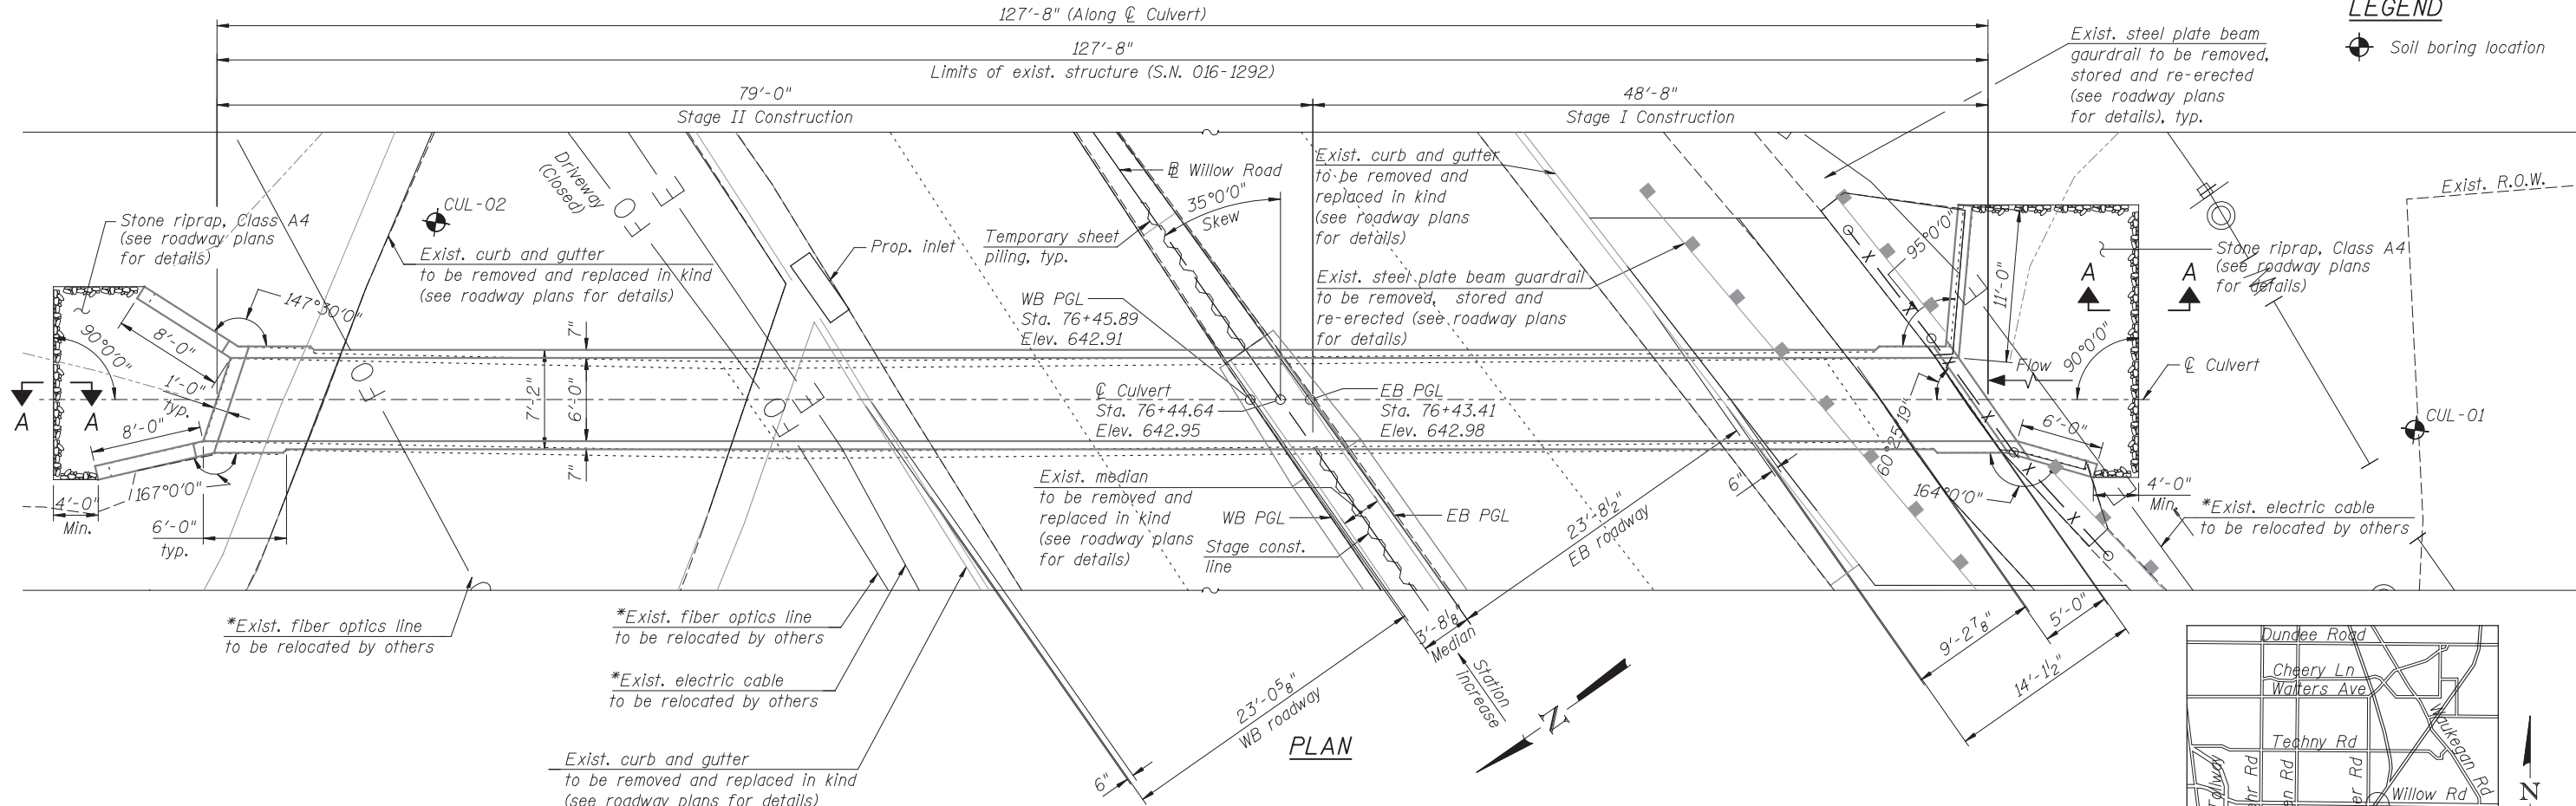 127'-8" (Along ℄ Culvert)
127'-8"
Limits of exist. structure (S.N. 016-1292)
79'-0"
Stage II Construction
48'-8"
Stage I Construction
LEGEND
Soil boring location
Exist. steel plate beam
gaurdrail to be removed,
stored and re-erected
(see roadway plans
for details), typ.
Exist. R.O.W.
Stone riprap, Class A4
(see roadway plans
for details)
CUL-02
Exist. curb and gutter
to be removed and replaced in kind
(see roadway plans for details)
Driveway
(Closed)
FO
E
Prop. inlet
Temporary sheet
piling, typ.
℄ Willow Road
35°0'0"
Skew
Exist. curb and gutter
to be removed and
replaced in kind
(see roadway plans
for details)
Exist. steel plate beam guardrail
to be removed, stored and
re-erected (see roadway plans
for details)
95°0'0"
11'-0"
E
A
A
Stone riprap, Class A4
(see roadway plans
for details)
147°30'0"
8'-0"
90°0'0"
1'-0"
typ.
8'-0"
A
A
167°0'0"
4'-0"
Min.
6'-0"
typ.
FO
7"
7'-2"
6'-0"
7"
FO
E
WB PGL
Sta. 76+45.89
Elev. 642.91
℄ Culvert
Sta. 76+44.64
Elev. 642.95
EB PGL
Sta. 76+43.41
Elev. 642.98
Flow
90°0'0"
℄ Culvert
60°25'19"
X
X
X
X
X
6'-0"
164°0'0"
4'-0"
Min.
E
CUL-01
*Exist. electric cable
to be relocated by others
Exist. median
to be removed and
replaced in kind
(see roadway plans
for details)
WB PGL
EB PGL
Stage const.
line
6"
23'-8½"
EB roadway
3'-8⅛"
Median
Station
increase
23'-0⅝"
WB roadway
6"
9'-2⅞"
5'-0"
14'-1½"
*Exist. fiber optics line
to be relocated by others
*Exist. fiber optics line
to be relocated by others
*Exist. electric cable
to be relocated by others
Exist. curb and gutter
to be removed and replaced in kind
(see roadway plans for details)
PLAN
N
Dundee Road
Cheery Ln
Walters Ave
Waukegan Rd
Techny Rd
Willow Rd
N